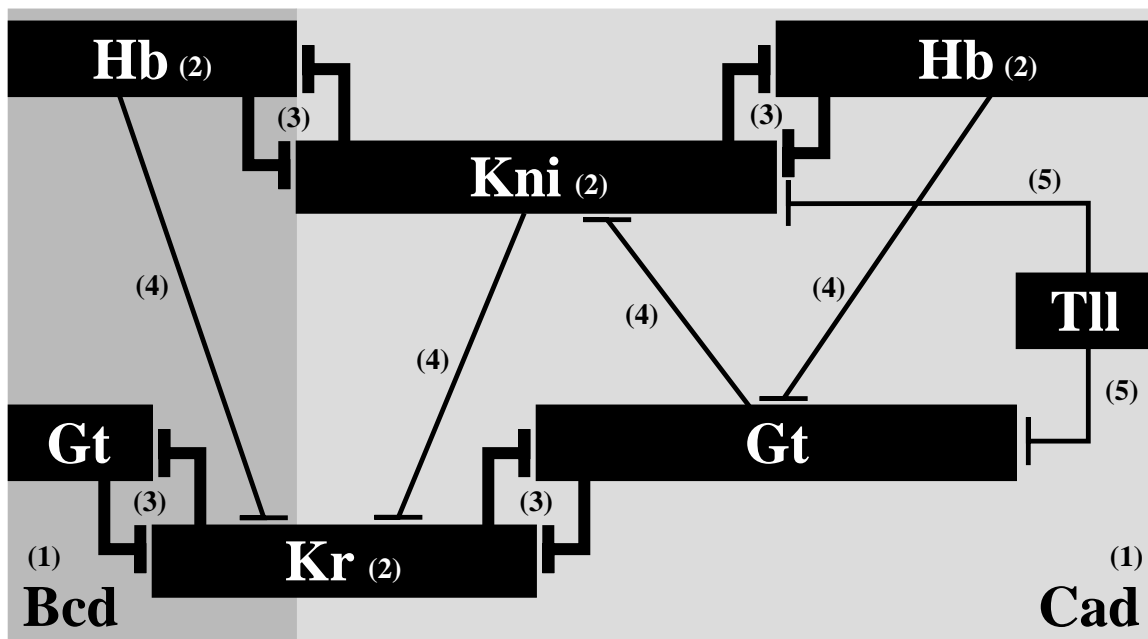 Hb (2)
Hb (2)
(3)
(3)
Kni (2)
(5)
(4)
(4)
(4)
Tll
(4)
(5)
Gt
Gt
(3)
(3)
(1)
Kr (2)
(1)
Bcd
Cad